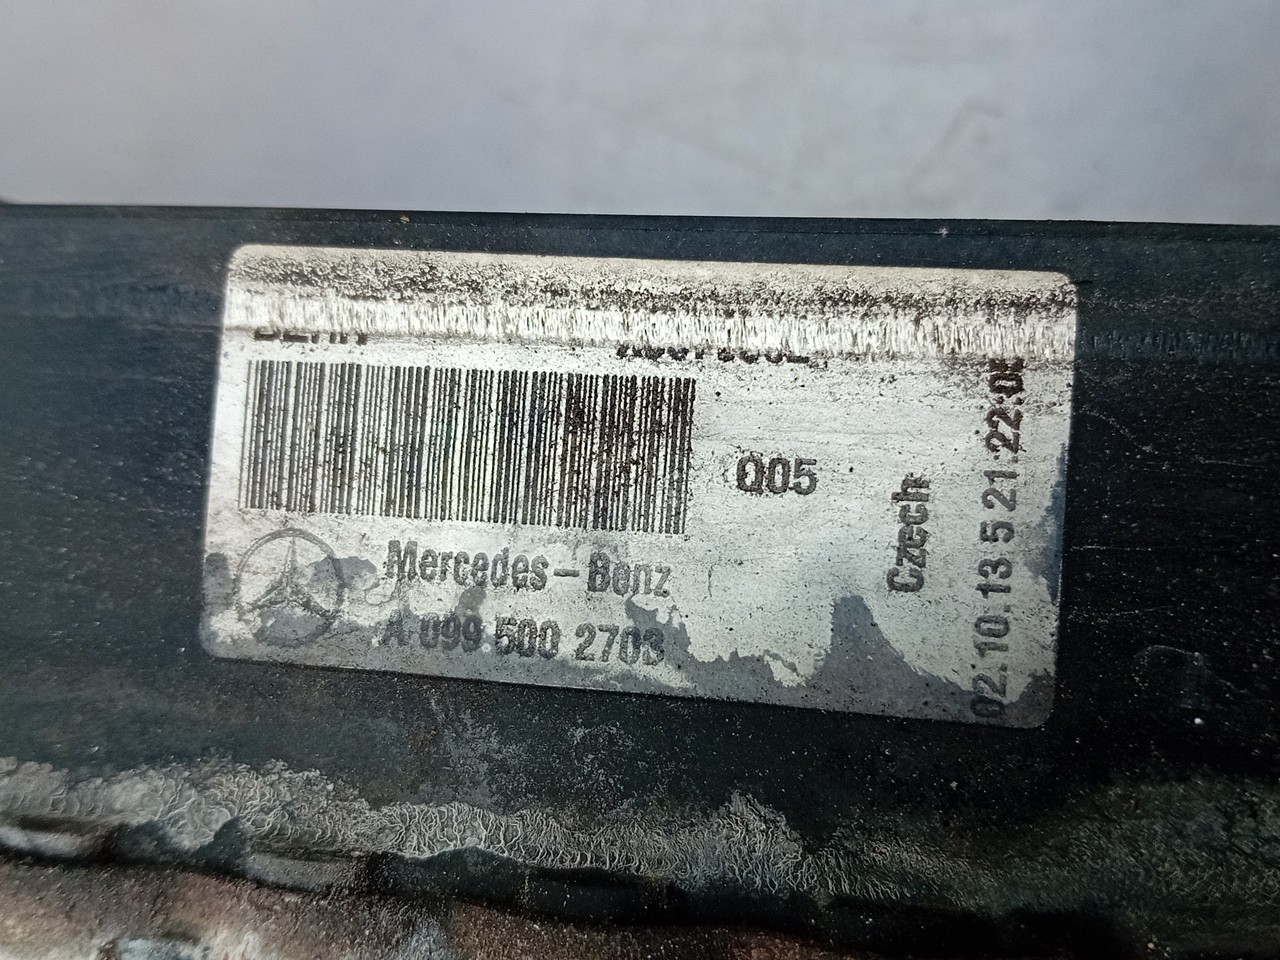 Q05
Mercedes-Benz
A 099 500 2703
Czech
02.10.13 5 21:22:0